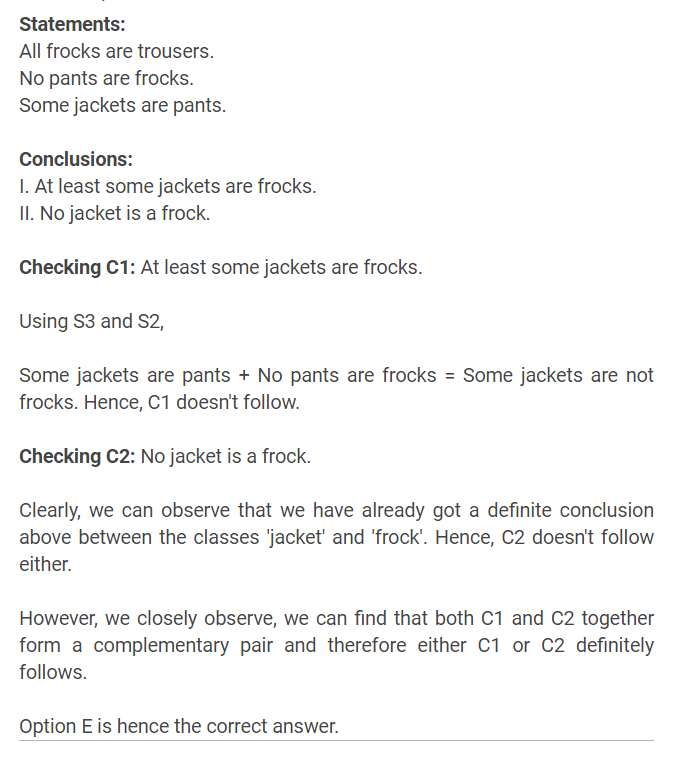 Statements:
All frocks are trousers.
No pants are frocks.
Some jackets are pants.
Conclusions:
I. At least some jackets are frocks.
II. No jacket is a frock.
Checking C1: At least some jackets are frocks.
Using S3 and S2,
Some jackets are pants + No pants are frocks = Some jackets are not
frocks. Hence, C1 doesn't follow.
Checking C2: No jacket is a frock.
Clearly, we can observe that we have already got a definite conclusion
above between the classes 'jacket' and 'frock'. Hence, C2 doesn't follow
either.
However, we closely observe, we can find that both C1 and C2 together
form a complementary pair and therefore either C1 or C2 definitely
follows.
Option E is hence the correct answer.